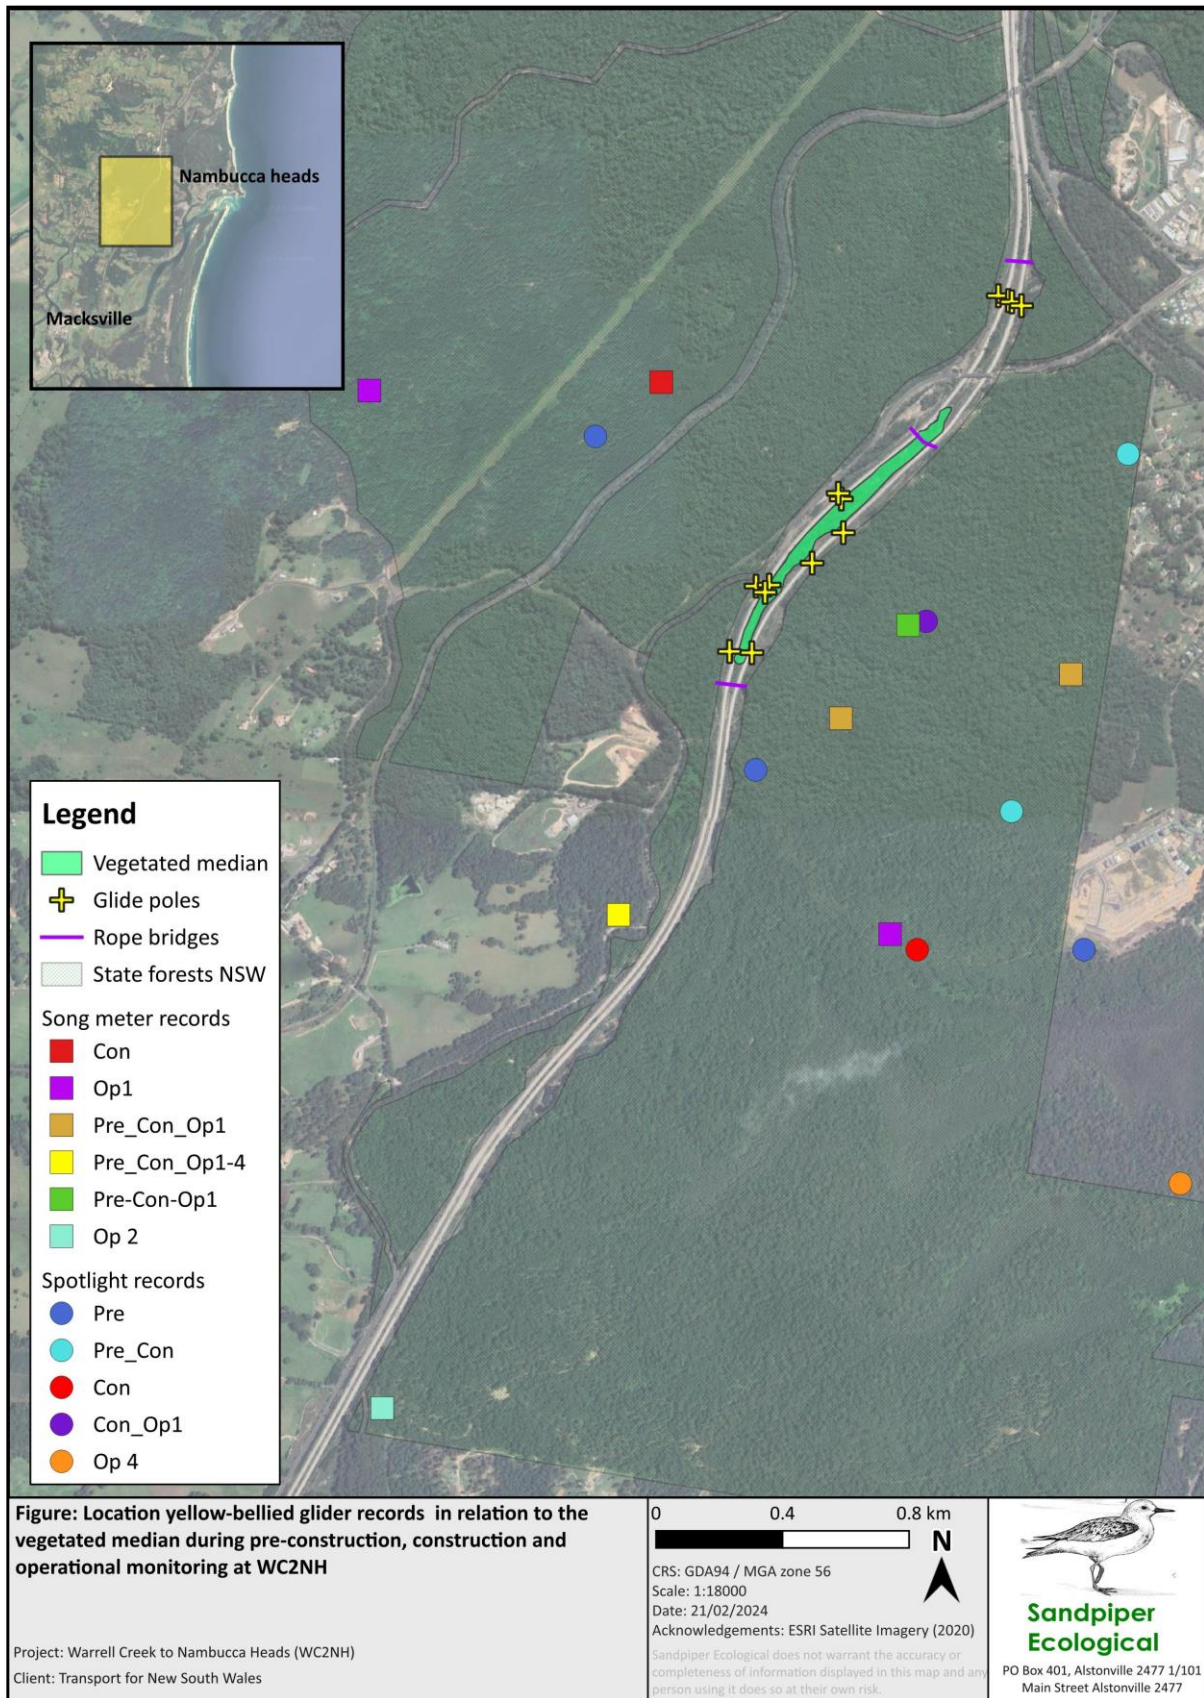 Nambucca heads
Macksville
Legend
Vegetated median
Glide poles
Rope bridges
State forests NSW
Song meter records
Con
Op1
Pre_Con_Op1
Pre_Con_Op1-4
Pre-Con-Op1
Op 2
Spotlight records
Pre
Pre_Con
Con
Con_Op1
Op 4
Figure: Location yellow-bellied glider records in relation to the
vegetated median during pre-construction, construction and
operational monitoring at WC2NH
Project: Warrell Creek to Nambucca Heads (WC2NH)
Client: Transport for New South Wales
0 0.4 0.8 km
N
CRS: GDA94 / MGA zone 56
Scale: 1:18000
Date: 21/02/2024
Acknowledgements: ESRI Satellite Imagery (2020)
Sandpiper Ecological does not warrant the accuracy or
completeness of information displayed in this map and any
person using it does so at their own risk.
Sandpiper
Ecological
PO Box 401, Alstonville 2477 1/101
Main Street Alstonville 2477